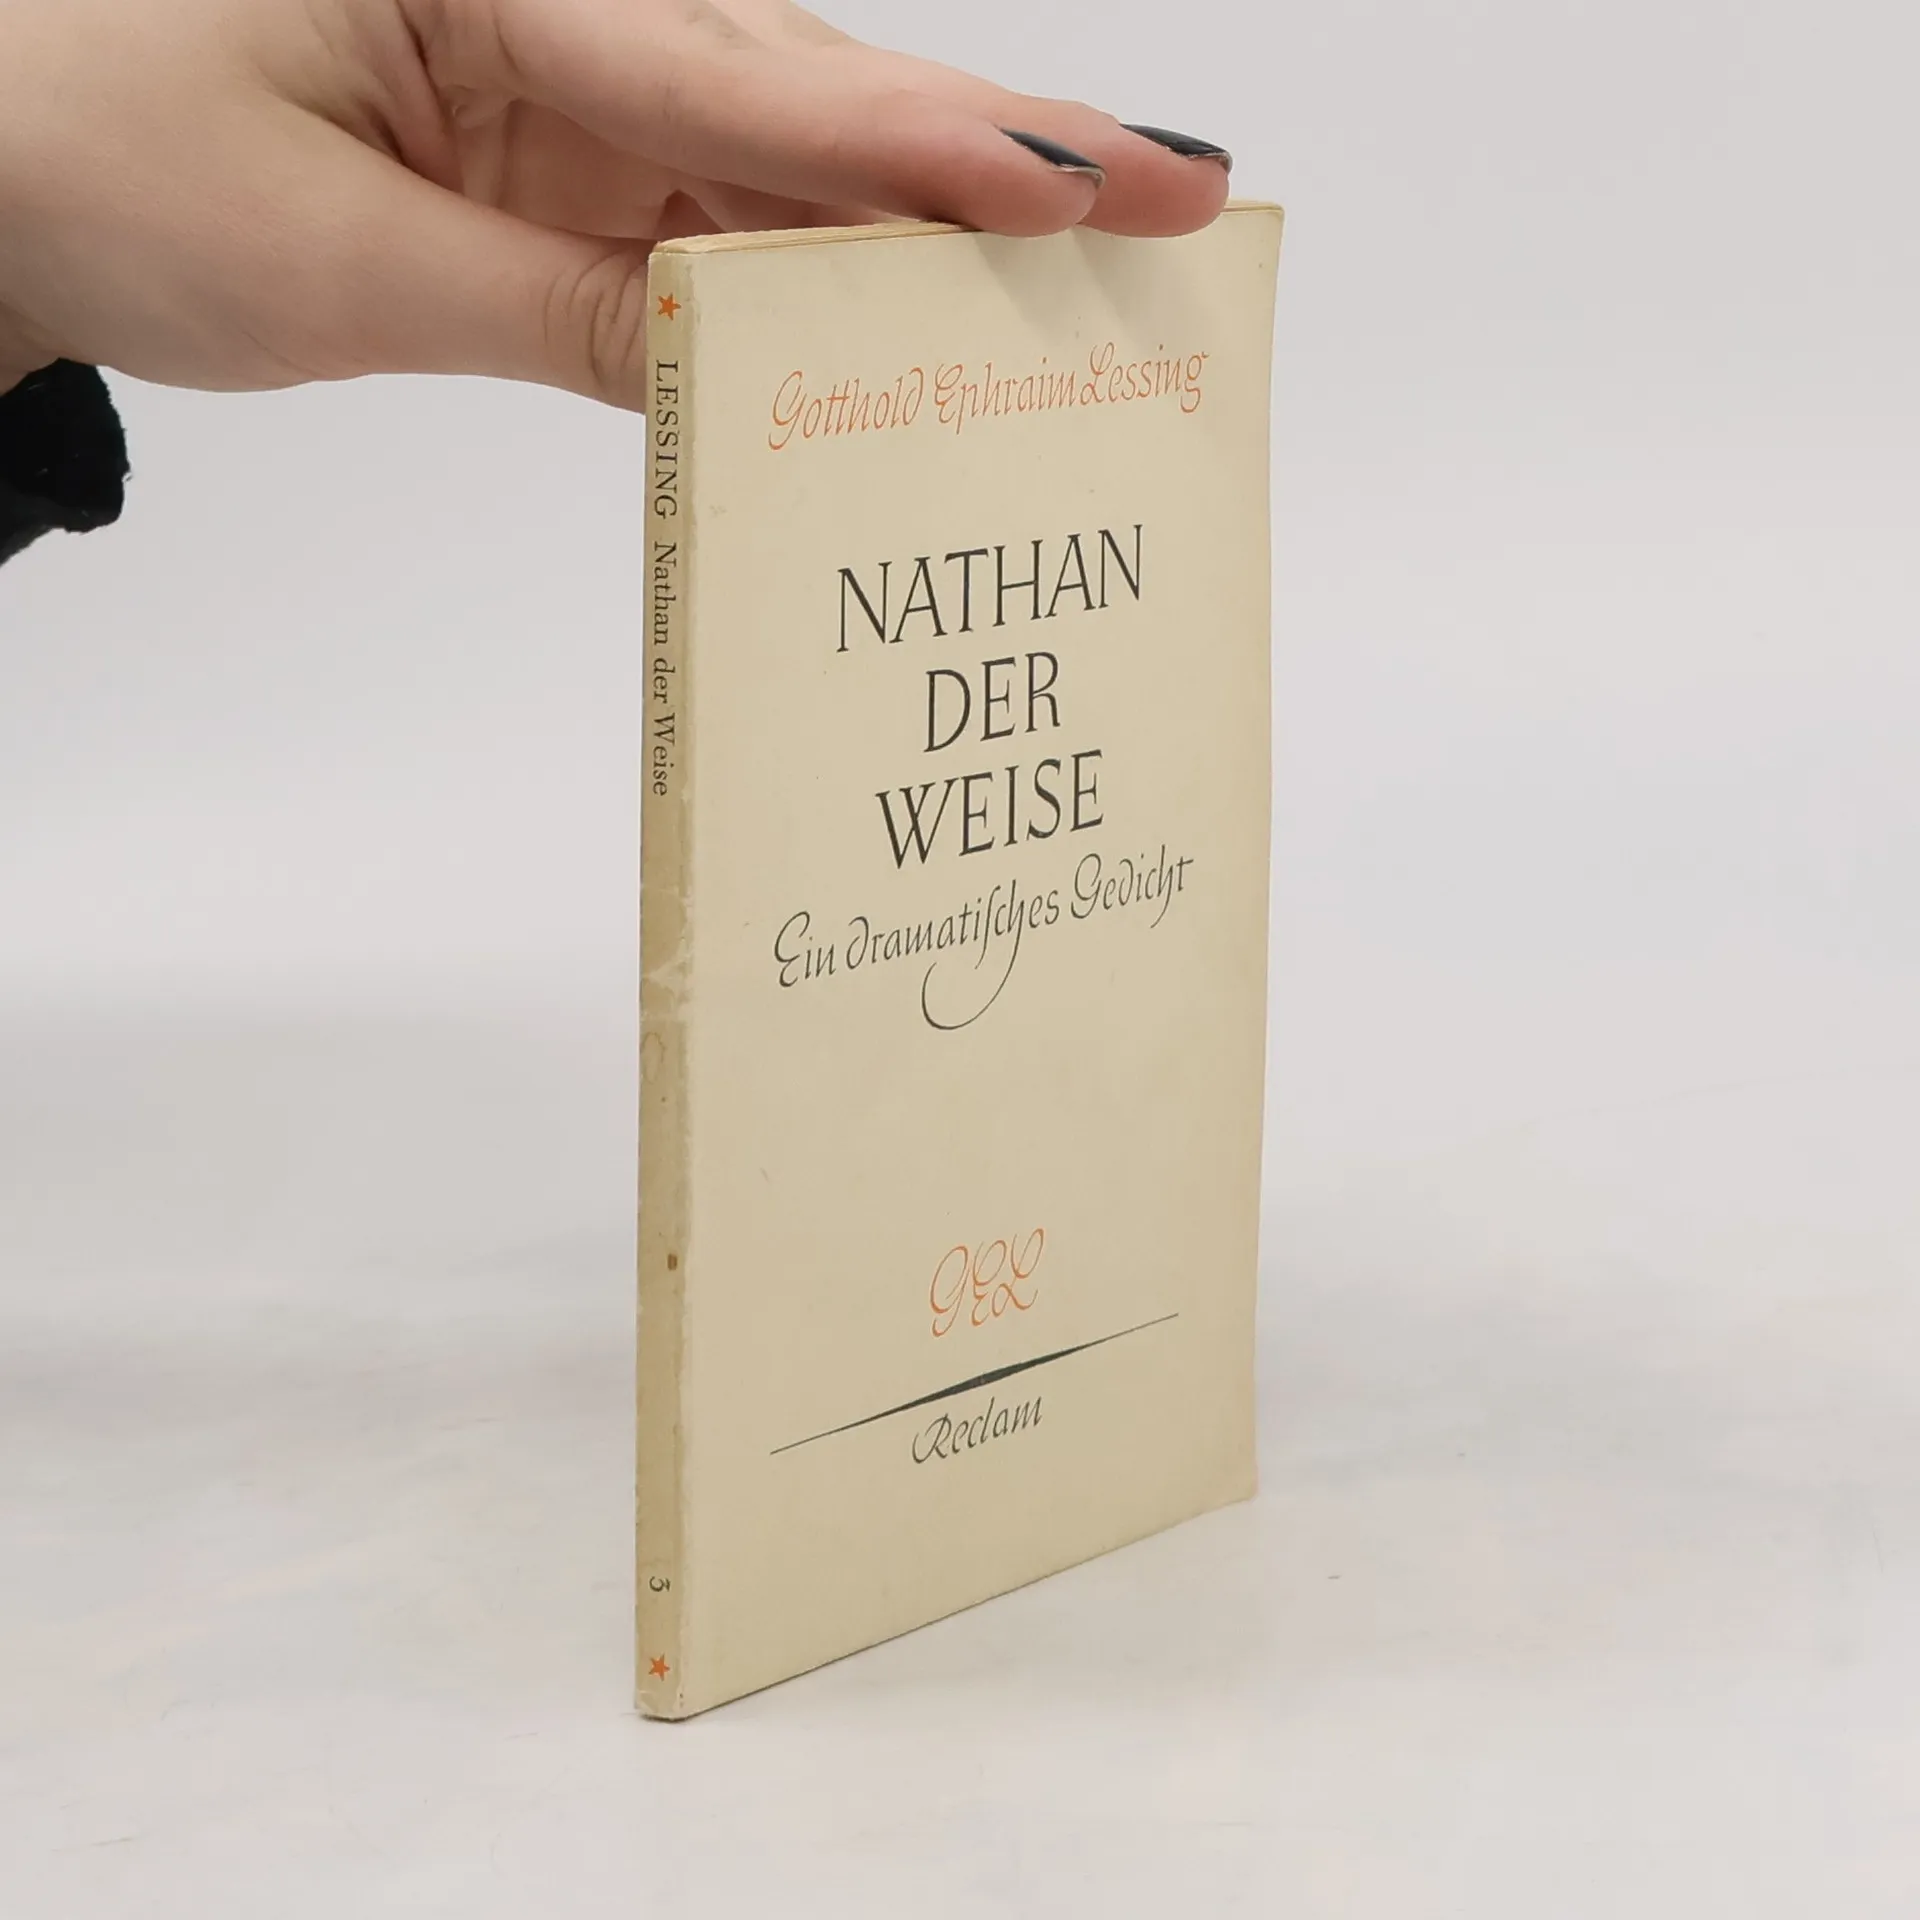 Gotthold Ephraim Lessing
NATHAN
DER
WEISE
Ein dramatiſches Gedicht
GEL
Reclam
LESSING Nathan der Weise
3